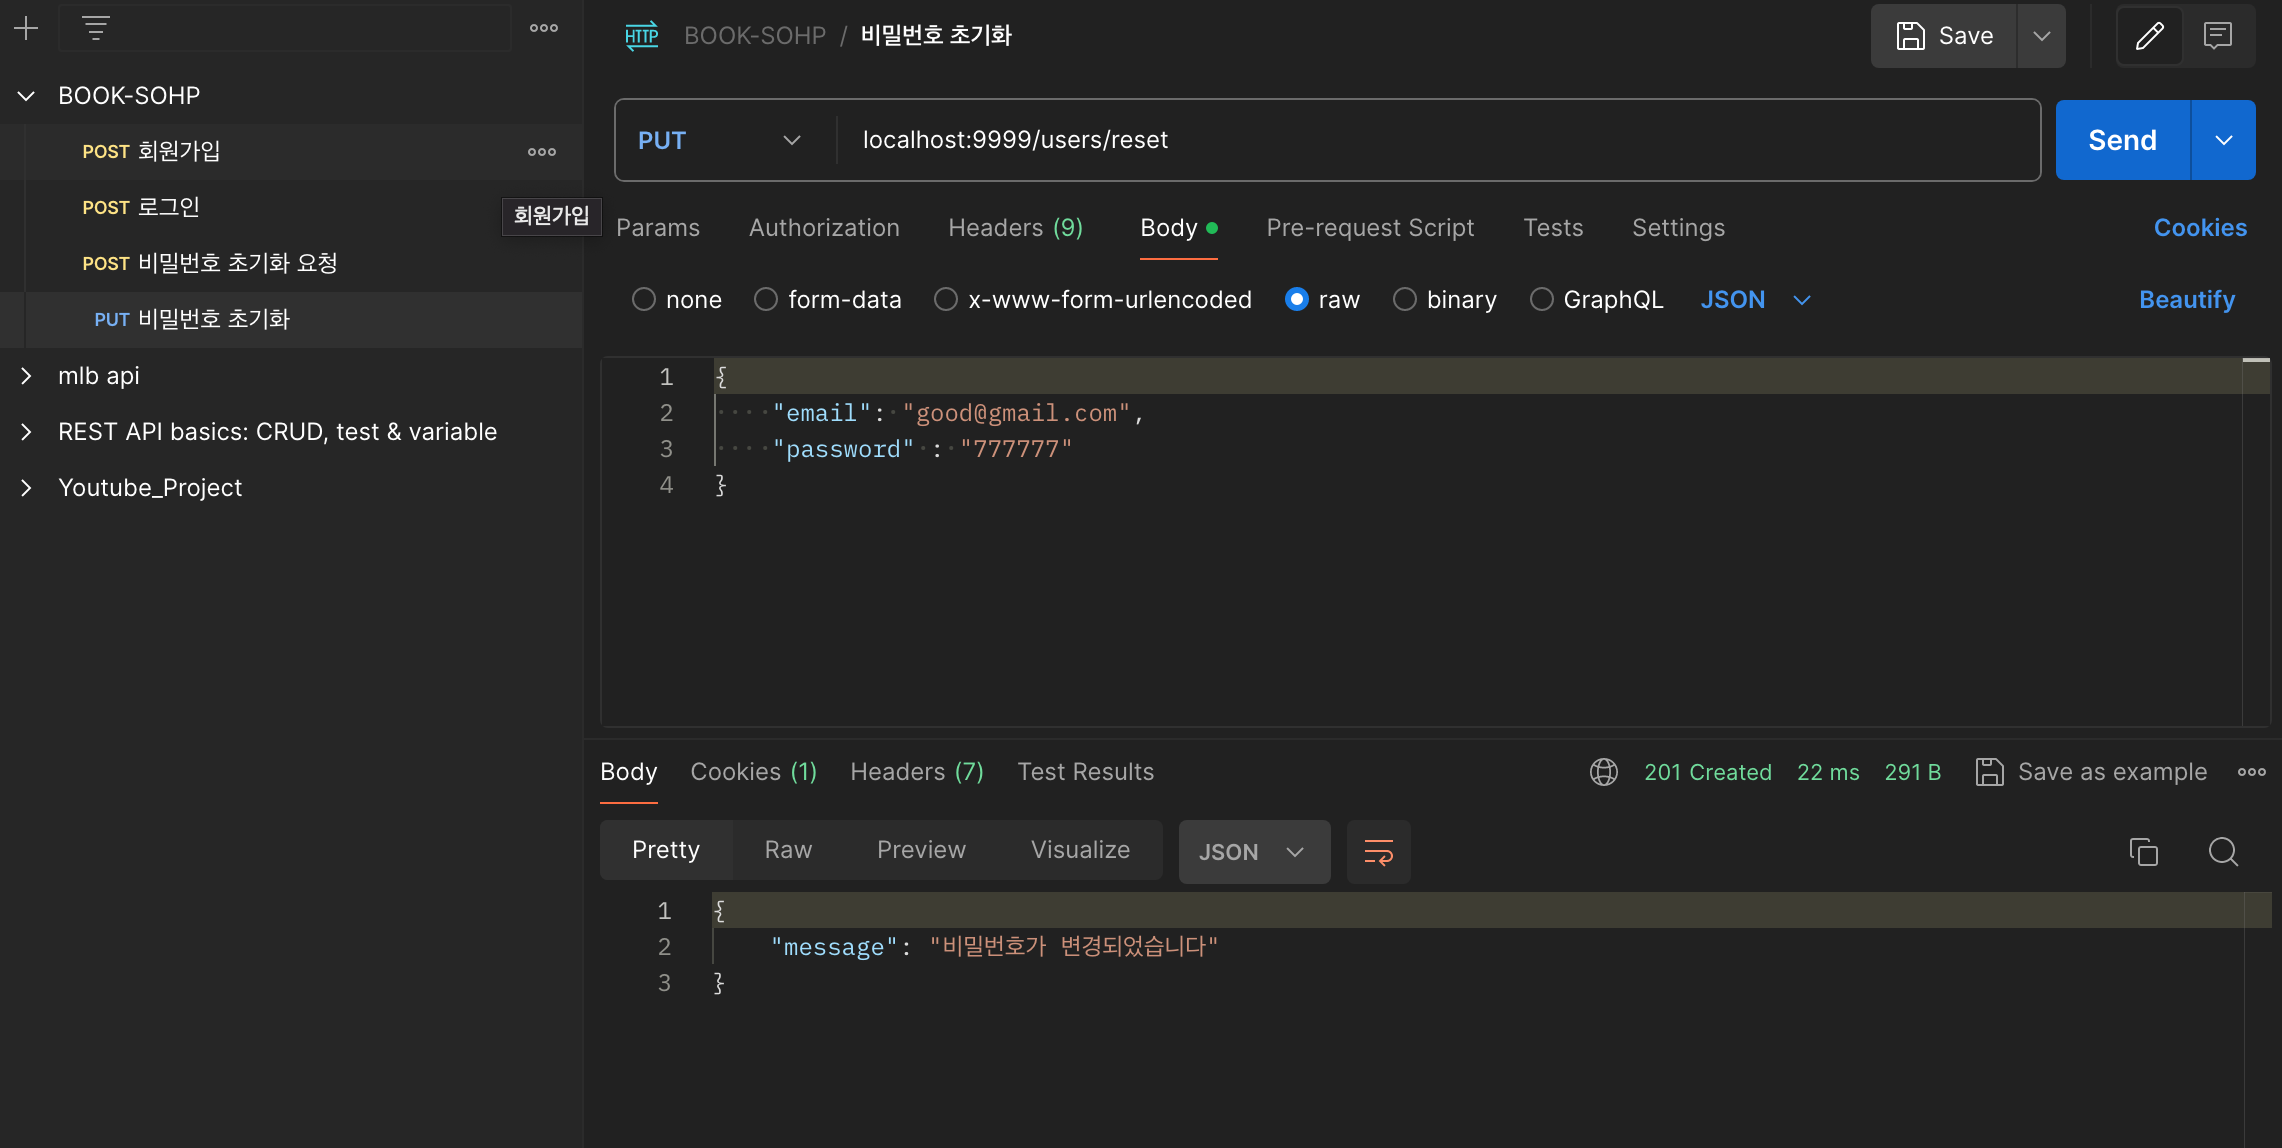 BOOK-SOHP
POST 회원가입
POST 로그인
POST 비밀번호 초기화 요청
PUT 비밀번호 초기화
mlb api
REST API basics: CRUD, test & variable
Youtube_Project
회원가입
HTTP BOOK-SOHP / 비밀번호 초기화 Save
PUT localhost:9999/users/reset Send
Params Authorization Headers (9) Body Pre-request Script Tests Settings Cookies
none form-data x-www-form-urlencoded raw binary GraphQL JSON Beautify
1 {
2 "email": "good@gmail.com",
3 "password" : "777777"
4 }
Body Cookies (1) Headers (7) Test Results 201 Created 22 ms 291 B Save as example
Pretty Raw Preview Visualize JSON
1 {
2 "message": "비밀번호가 변경되었습니다"
3 }